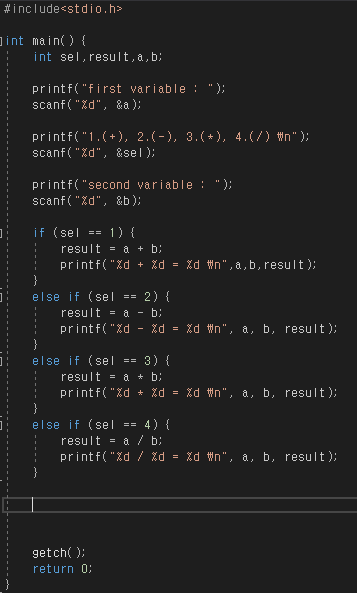 #include<stdio.h>
int main() {
int sel,result,a,b;
printf("first variable : ");
scanf("%d", &a);
printf("1.(+), 2.(-), 3.(*), 4.(/) ₩n");
scanf("%d", &sel);
printf("second variable : ");
scanf("%d", &b);
if (sel == 1) {
result = a + b;
printf("%d + %d = %d ₩n",a,b,result);
}
else if (sel == 2) {
result = a - b;
printf("%d - %d = %d ₩n", a, b, result);
}
else if (sel == 3) {
result = a * b;
printf("%d * %d = %d ₩n", a, b, result);
}
else if (sel == 4) {
result = a / b;
printf("%d / %d = %d ₩n", a, b, result);
}
getch();
return 0;
}